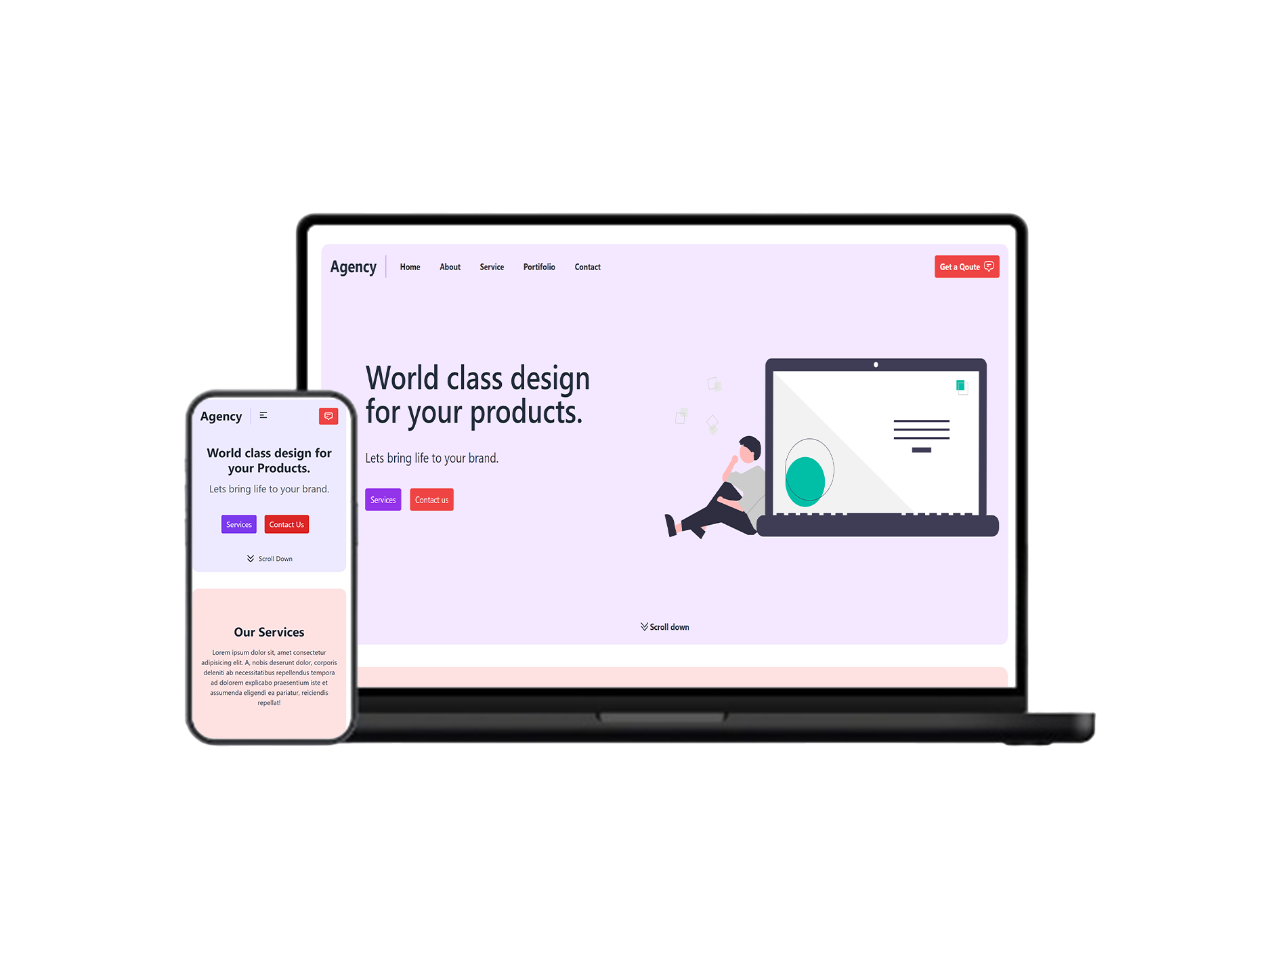 Agency
Home
About
Service
Portifolio
Contact
Get a Qoute
World class design
for your products.
Lets bring life to your brand.
Services
Contact us
Scroll down
Agency
World class design for
your Products.
Lets bring life to your brand.
Services
Contact Us
Scroll Down
Our Services
Lorem ipsum dolor sit, amet consectetur
adipisicing elit. A, nobis deserunt dolor, corporis
deleniti ab necessitatibus repellendus tempora
ad dolorem explicabo praesentium iste et
assumenda eligendi ea pariatur, reiciendis
repellat!